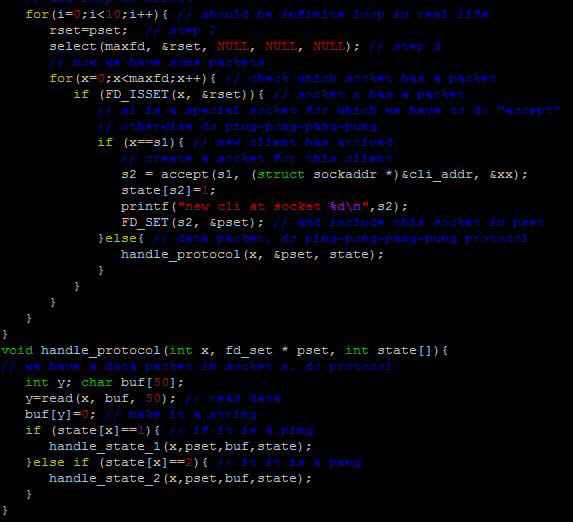 // and loop on select
for(i=0;i<10;i++){ // should be infinite loop in real life
rset=pset; // step 2
select(maxfd, &rset, NULL, NULL, NULL); // step 3
// now we have some packets
for(x=0;x<maxfd;x++){ // check which socket has a packet
if (FD_ISSET(x, &rset)){ // socket x has a packet
// s1 is a special socket for which we have to do "accept"
// otherwise do ping-pong-pang-pung
if (x==s1){ // new client has arrived
// create a socket for this client
s2 = accept(s1, (struct sockaddr *)&cli_addr, &xx);
state[s2]=1;
printf("new cli at socket %d\n",s2);
FD_SET(s2, &pset); // and include this socket in pset
}else{ // data packet. do ping-pong-pang-pung protocol
handle_protocol(x, &pset, state);
}
}
}
}
}
void handle_protocol(int x, fd_set * pset, int state[]){
// we have a data packet in socket x. do protocol
int y; char buf[50];
y=read(x, buf, 50); // read data
buf[y]=0; // make it a string
if (state[x]==1){ // if it is a ping
handle_state_1(x,pset,buf,state);
}else if (state[x]==2){ // it it is a pang
handle_state_2(x,pset,buf,state);
}
}